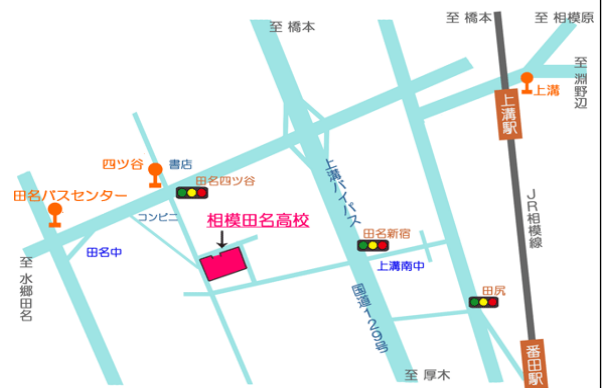 至 橋本
至 橋本
至 相模原
至 淵野辺
上溝
上溝駅
四ツ谷
書店
田名四ツ谷
上溝バイパス
田名バスセンター
コンビニ
相模田名高校
JR相模線
田名新宿
田名中
上溝南中
至 水郷田名
国道129号
田尻
番田駅
至 厚木